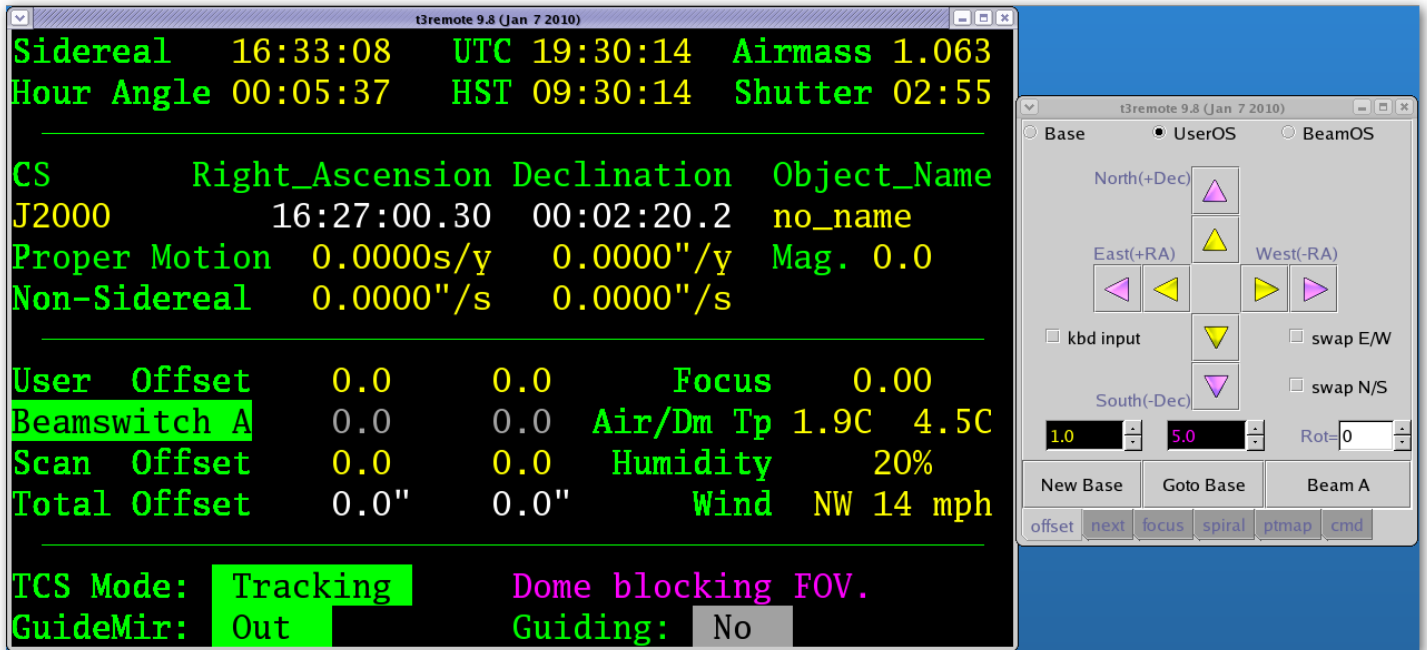 t3remote 9.8 (Jan 7 2010)
Sidereal 16:33:08 UTC 19:30:14 Airmass 1.063
Hour Angle 00:05:37 HST 09:30:14 Shutter 02:55
CS Right_Ascension Declination Object_Name
J2000 16:27:00.30 00:02:20.2 no_name
Proper Motion 0.0000s/y 0.0000"/y Mag. 0.0
Non-Sidereal 0.0000"/s 0.0000"/s
User Offset 0.0 0.0 Focus 0.00
Beamswitch A 0.0 0.0 Air/Dm Tp 1.9C 4.5C
Scan Offset 0.0 0.0 Humidity 20%
Total Offset 0.0" 0.0" Wind NW 14 mph
TCS Mode: Tracking Dome blocking FOV.
GuideMir: Out Guiding: No
t3remote 9.8 (Jan 7 2010)
Base UserOS BeamOS
North(+Dec)
East(+RA) West(-RA)
kbd input swap E/W
swap N/S
South(-Dec)
1.0 5.0 Rot= 0
New Base Goto Base Beam A
offset next focus spiral ptmap cmd